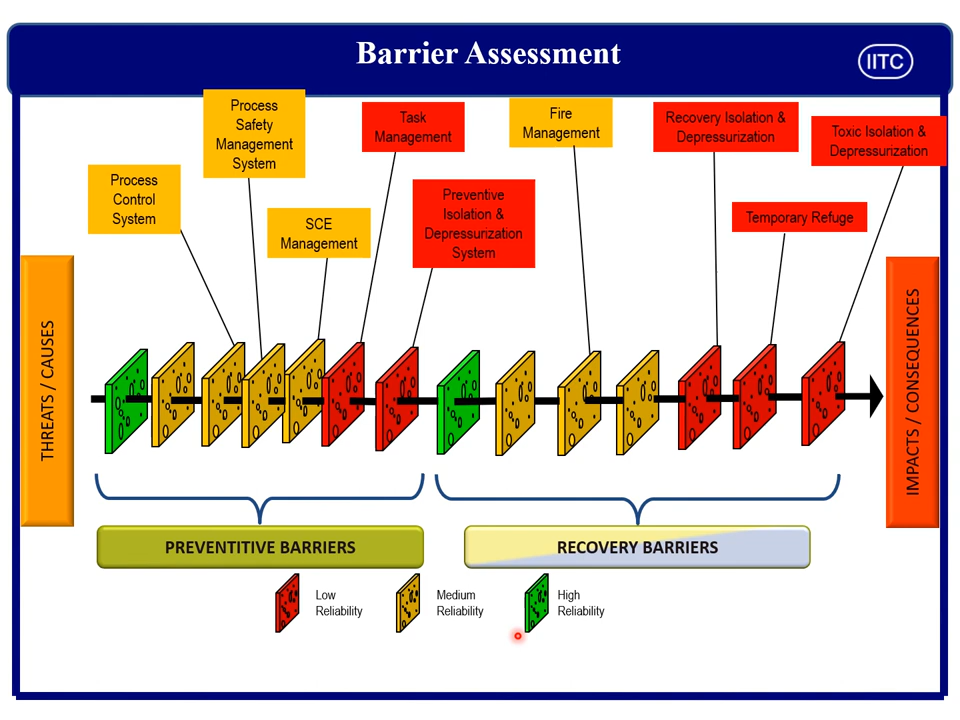 Barrier Assessment
IITC
Process
Safety
Management
System
Task
Management
Fire
Management
Recovery Isolation &
Depressurization
Toxic Isolation &
Depressurization
Process
Control
System
SCE
Management
Preventive
Isolation &
Depressurization
System
Temporary Refuge
THREATS / CAUSES
IMPACTS / CONSEQUENCES
PREVENTITIVE BARRIERS
RECOVERY BARRIERS
Low
Reliability
Medium
Reliability
High
Reliability